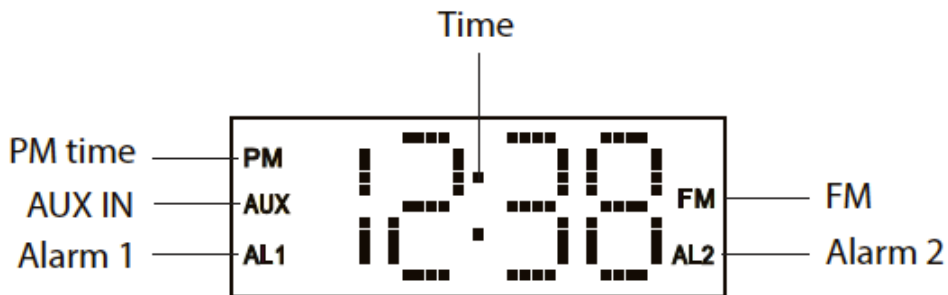 Time
PM time
PM
12:38
AUX IN
AUX
FM
FM
Alarm 1
AL1
AL2
Alarm 2